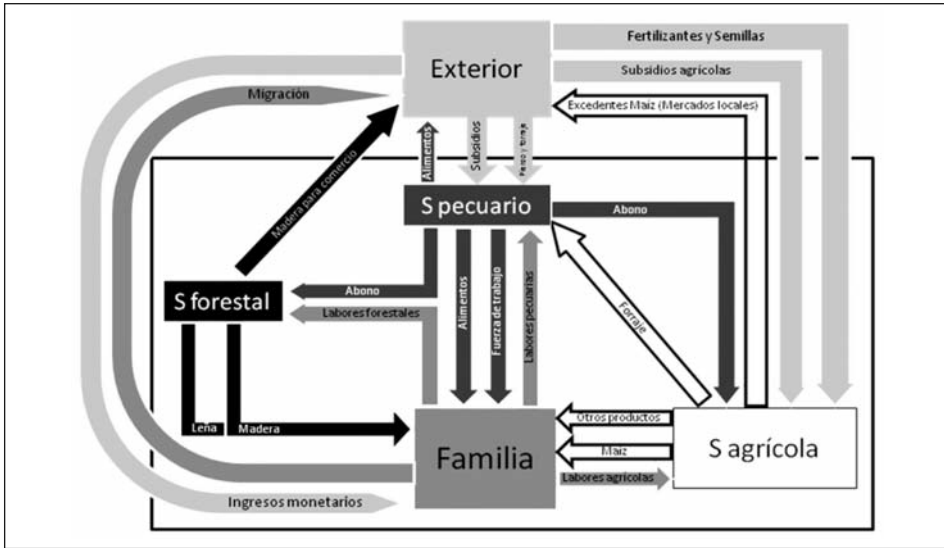 Exterior
Fertilizantes y Semillas
Subsidios agrícolas
Excedentes Maíz (Mercados locales)
Migración
Madera para comercio
Alimentos
Subsidios
S pecuario
Abono
S forestal
Abono
Labores forestales
Alimentos
Fuerza de trabajo
Labores pecuarias
Forraje
Leña
Madera
Familia
Otros productos
Maíz
Labores agrícolas
S agrícola
Ingresos monetarios